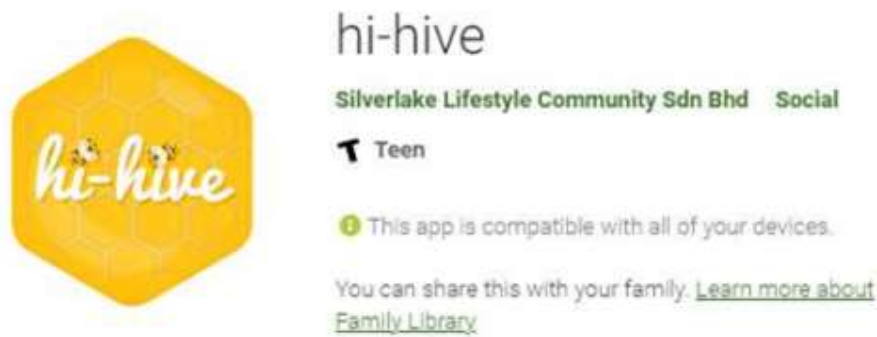 hi-hive
hi-hive
Silverlake Lifestyle Community Sdn Bhd Social
T Teen
This app is compatible with all of your devices.
You can share this with your family. Learn more about
Family Library